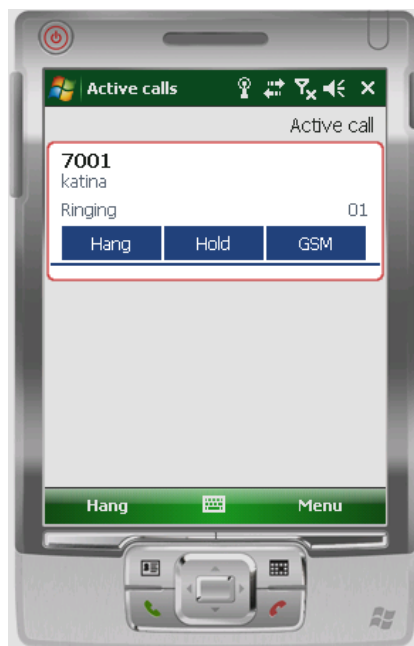 Active calls
Active call
7001
katina
Ringing 01
Hang Hold GSM
Hang Menu